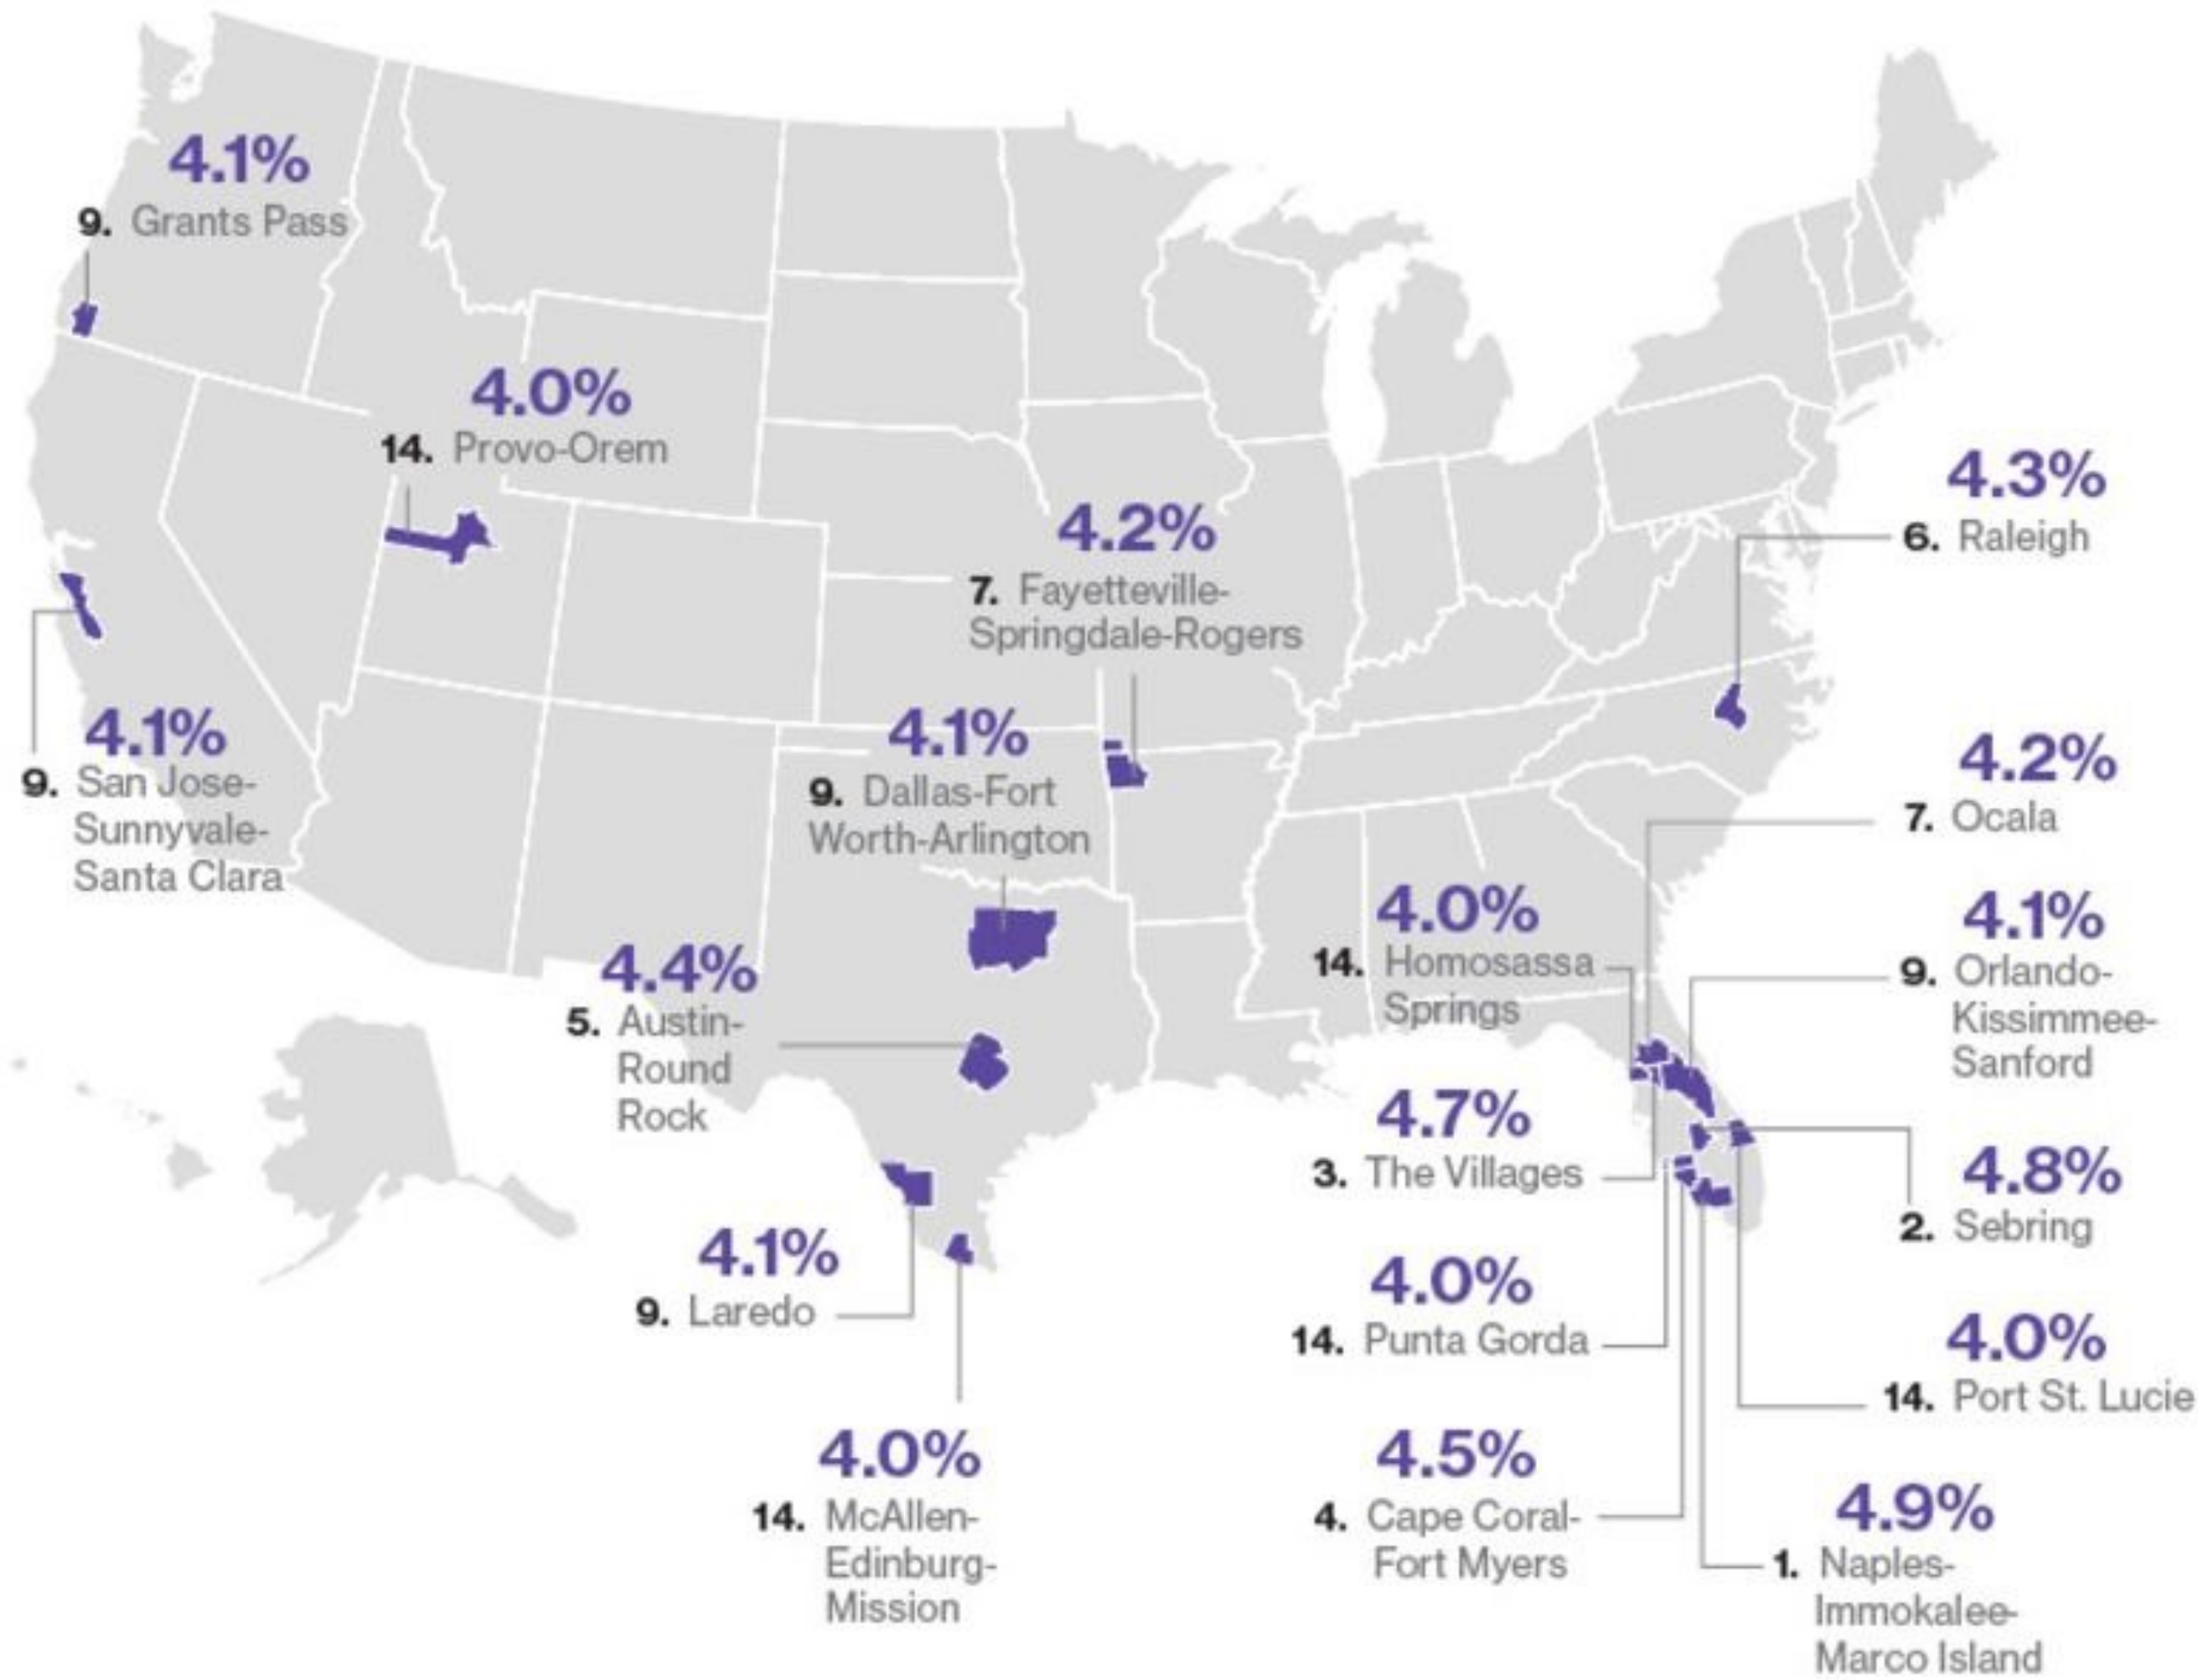 4.1%
9. Grants Pass
4.0%
14. Provo-Orem
4.3%
6. Raleigh
4.2%
7. Fayetteville-
Springdale-Rogers
4.1%
9. San Jose-
Sunnyvale-
Santa Clara
4.1%
9. Dallas-Fort
Worth-Arlington
4.2%
7. Ocala
4.0%
14. Homosassa
Springs
4.1%
9. Orlando-
Kissimmee-
Sanford
4.4%
5. Austin-
Round
Rock
4.7%
3. The Villages
4.8%
2. Sebring
4.1%
9. Laredo
4.0%
14. Punta Gorda
4.0%
14. Port St. Lucie
4.0%
14. McAllen-
Edinburg-
Mission
4.5%
4. Cape Coral-
Fort Myers
4.9%
1. Naples-
Immokalee-
Marco Island